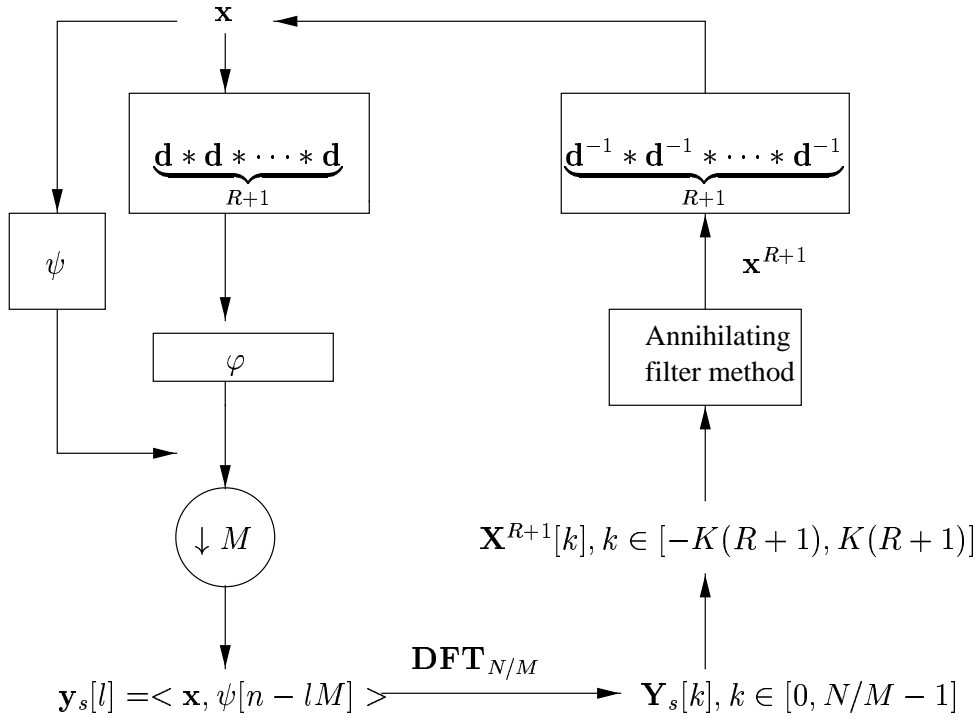 x
d ∗ d ∗ ⋯ ∗ d
R+1
d⁻¹ ∗ d⁻¹ ∗ ⋯ ∗ d⁻¹
R+1
ψ
x^{R+1}
φ
Annihilating
filter method
↓ M
X^{R+1}[k], k ∈ [−K(R + 1), K(R + 1)]
DFT_{N/M}
y_s[l] =< x, ψ[n − lM] >
Y_s[k], k ∈ [0, N/M − 1]